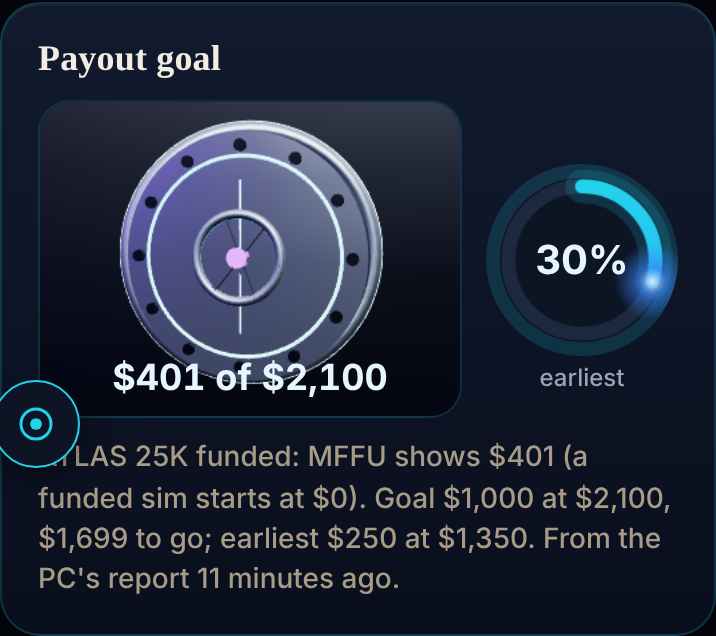 Payout goal
$401 of $2,100
30%
earliest
ATLAS 25K funded: MFFU shows $401 (a
funded sim starts at $0). Goal $1,000 at $2,100,
$1,699 to go; earliest $250 at $1,350. From the
PC's report 11 minutes ago.